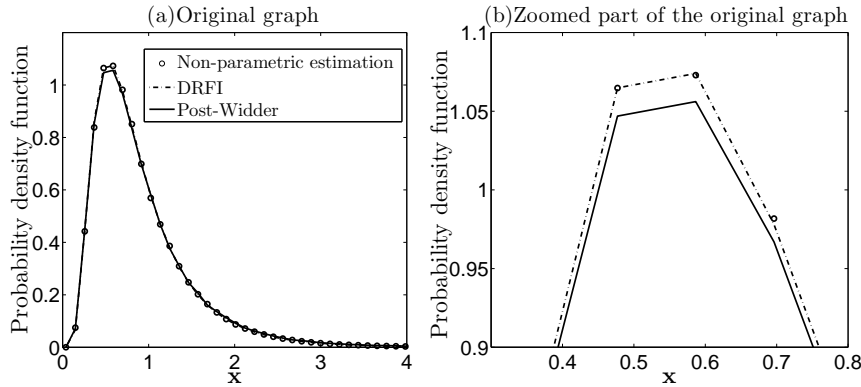 (a)Original graph
Probability density function
1
0.8
0.6
0.4
0.2
0
0
1
2
3
4
x
Non-parametric estimation
DRFI
Post-Widder
(b)Zoomed part of the original graph
Probability density function
1.1
1.05
1
0.95
0.9
0.4
0.5
0.6
0.7
0.8
x